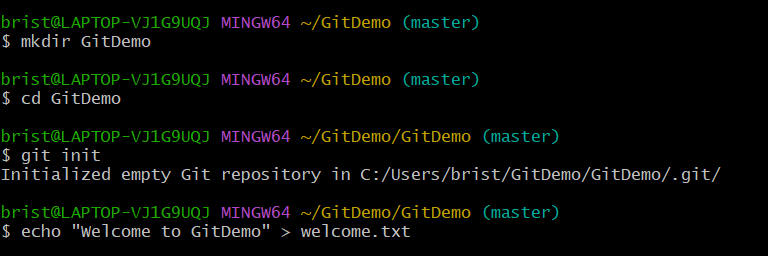 brist@LAPTOP-VJ1G9UQJ MINGW64 ~/GitDemo (master)
$ mkdir GitDemo
brist@LAPTOP-VJ1G9UQJ MINGW64 ~/GitDemo (master)
$ cd GitDemo
brist@LAPTOP-VJ1G9UQJ MINGW64 ~/GitDemo/GitDemo (master)
$ git init
Initialized empty Git repository in C:/Users/brist/GitDemo/GitDemo/.git/
brist@LAPTOP-VJ1G9UQJ MINGW64 ~/GitDemo/GitDemo (master)
$ echo "Welcome to GitDemo" > welcome.txt